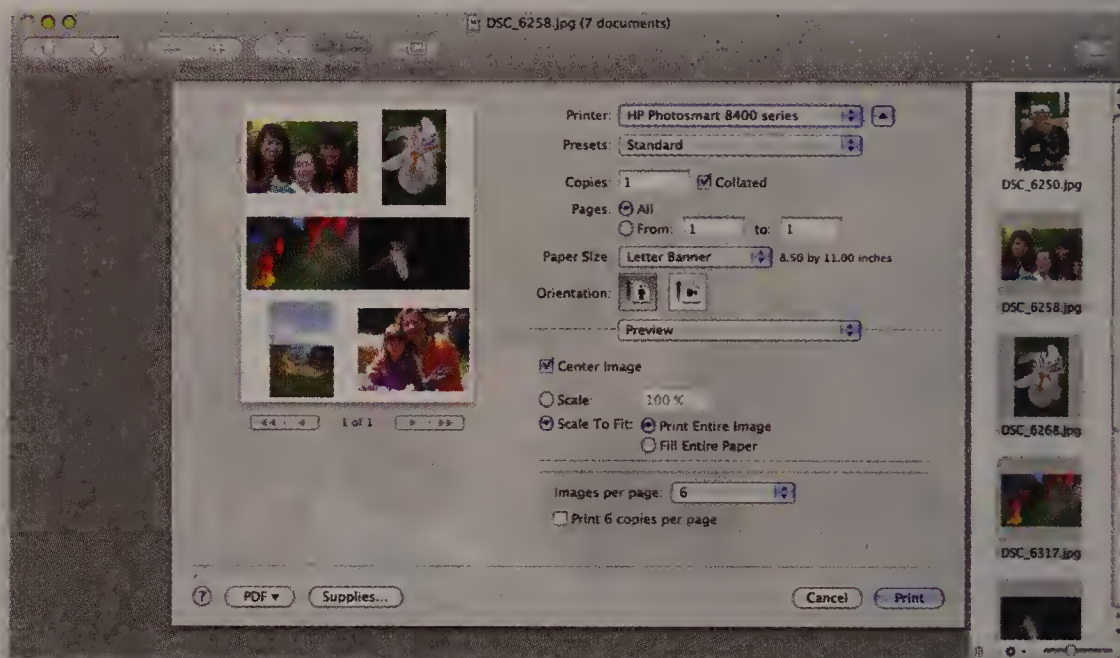 DSC_6258.jpg (7 documents)
Printer: HP Photosmart 8400 series
Presets: Standard
Copies: 1 Collated
Pages: All
From: 1 to: 1
Paper Size Letter Banner 8.50 by 11.00 inches
Orientation:
Preview
Center Image
Scale: 100 %
Scale To Fit: Print Entire Image
Fill Entire Paper
Images per page: 6
Print 6 copies per page
1 of 1
? PDF Supplies... Cancel Print
DSC_6250.jpg
DSC_6258.jpg
DSC_6268.jpg
DSC_6317.jpg